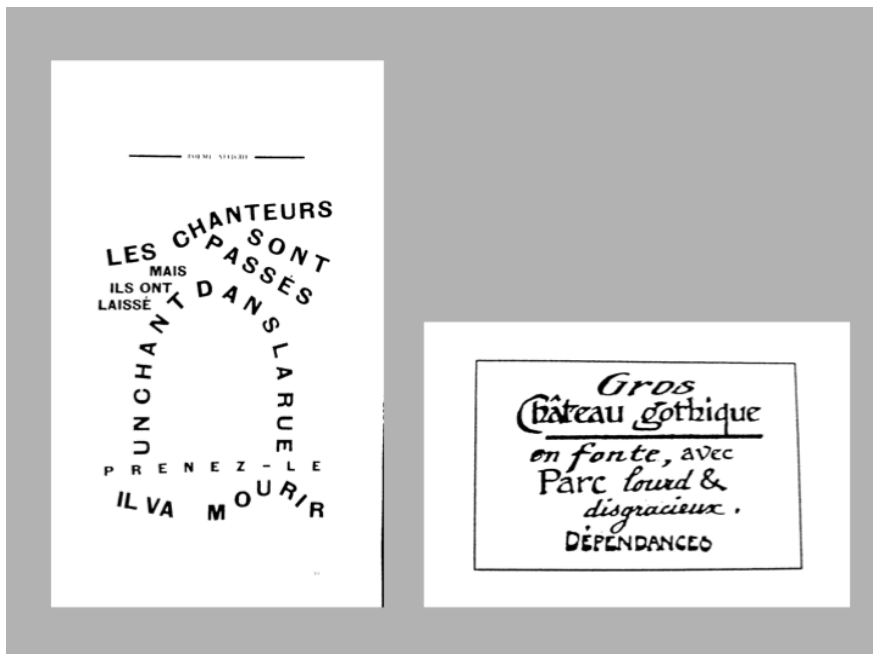 LES CHANTEURS
SONT
PASSÉS
MAIS
ILS ONT
LAISSÉ
UN CHANT DANS LA RUE
PRENEZ-LE
IL VA MOURIR
Gros
Château gothique
en fonte, avec
Parc lourd &
disgracieux.
DÉPENDANCES